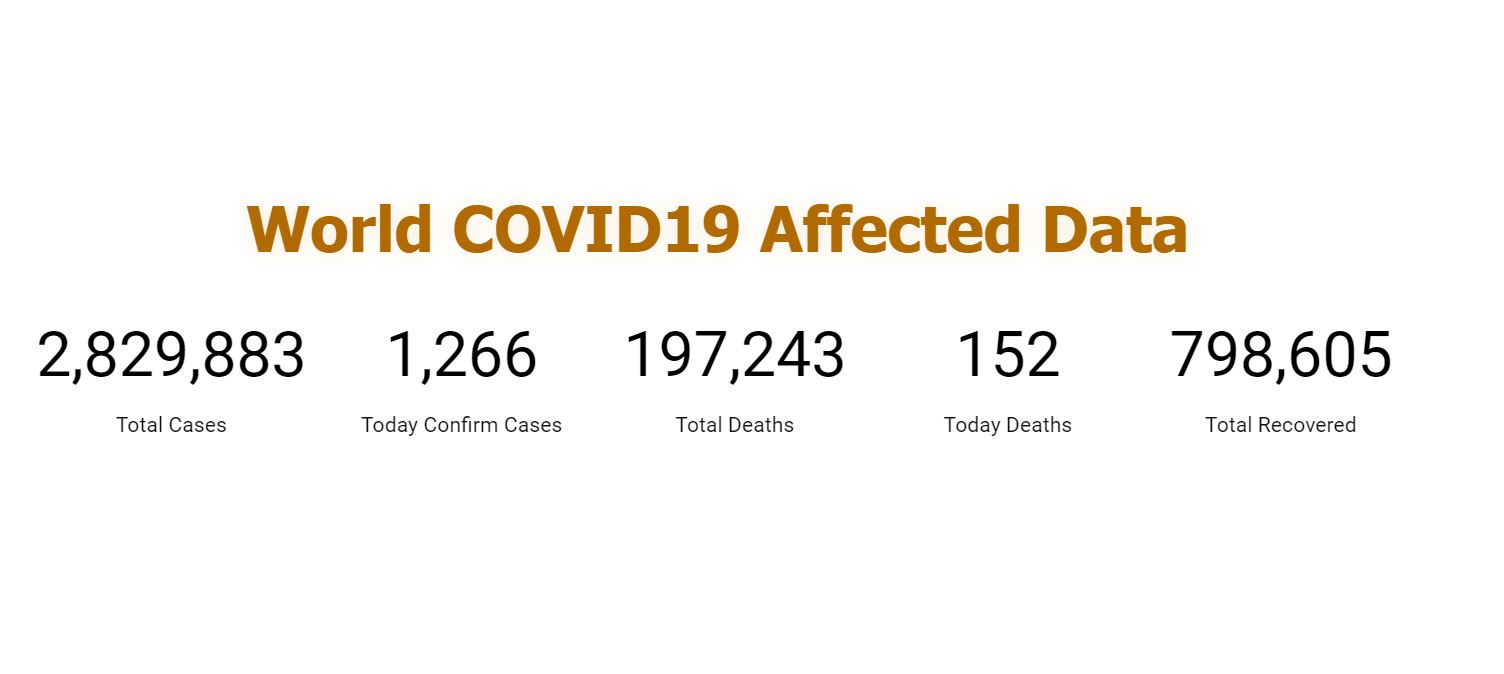 World COVID19 Affected Data
2,829,883 1,266 197,243 152 798,605
Total Cases Today Confirm Cases Total Deaths Today Deaths Total Recovered